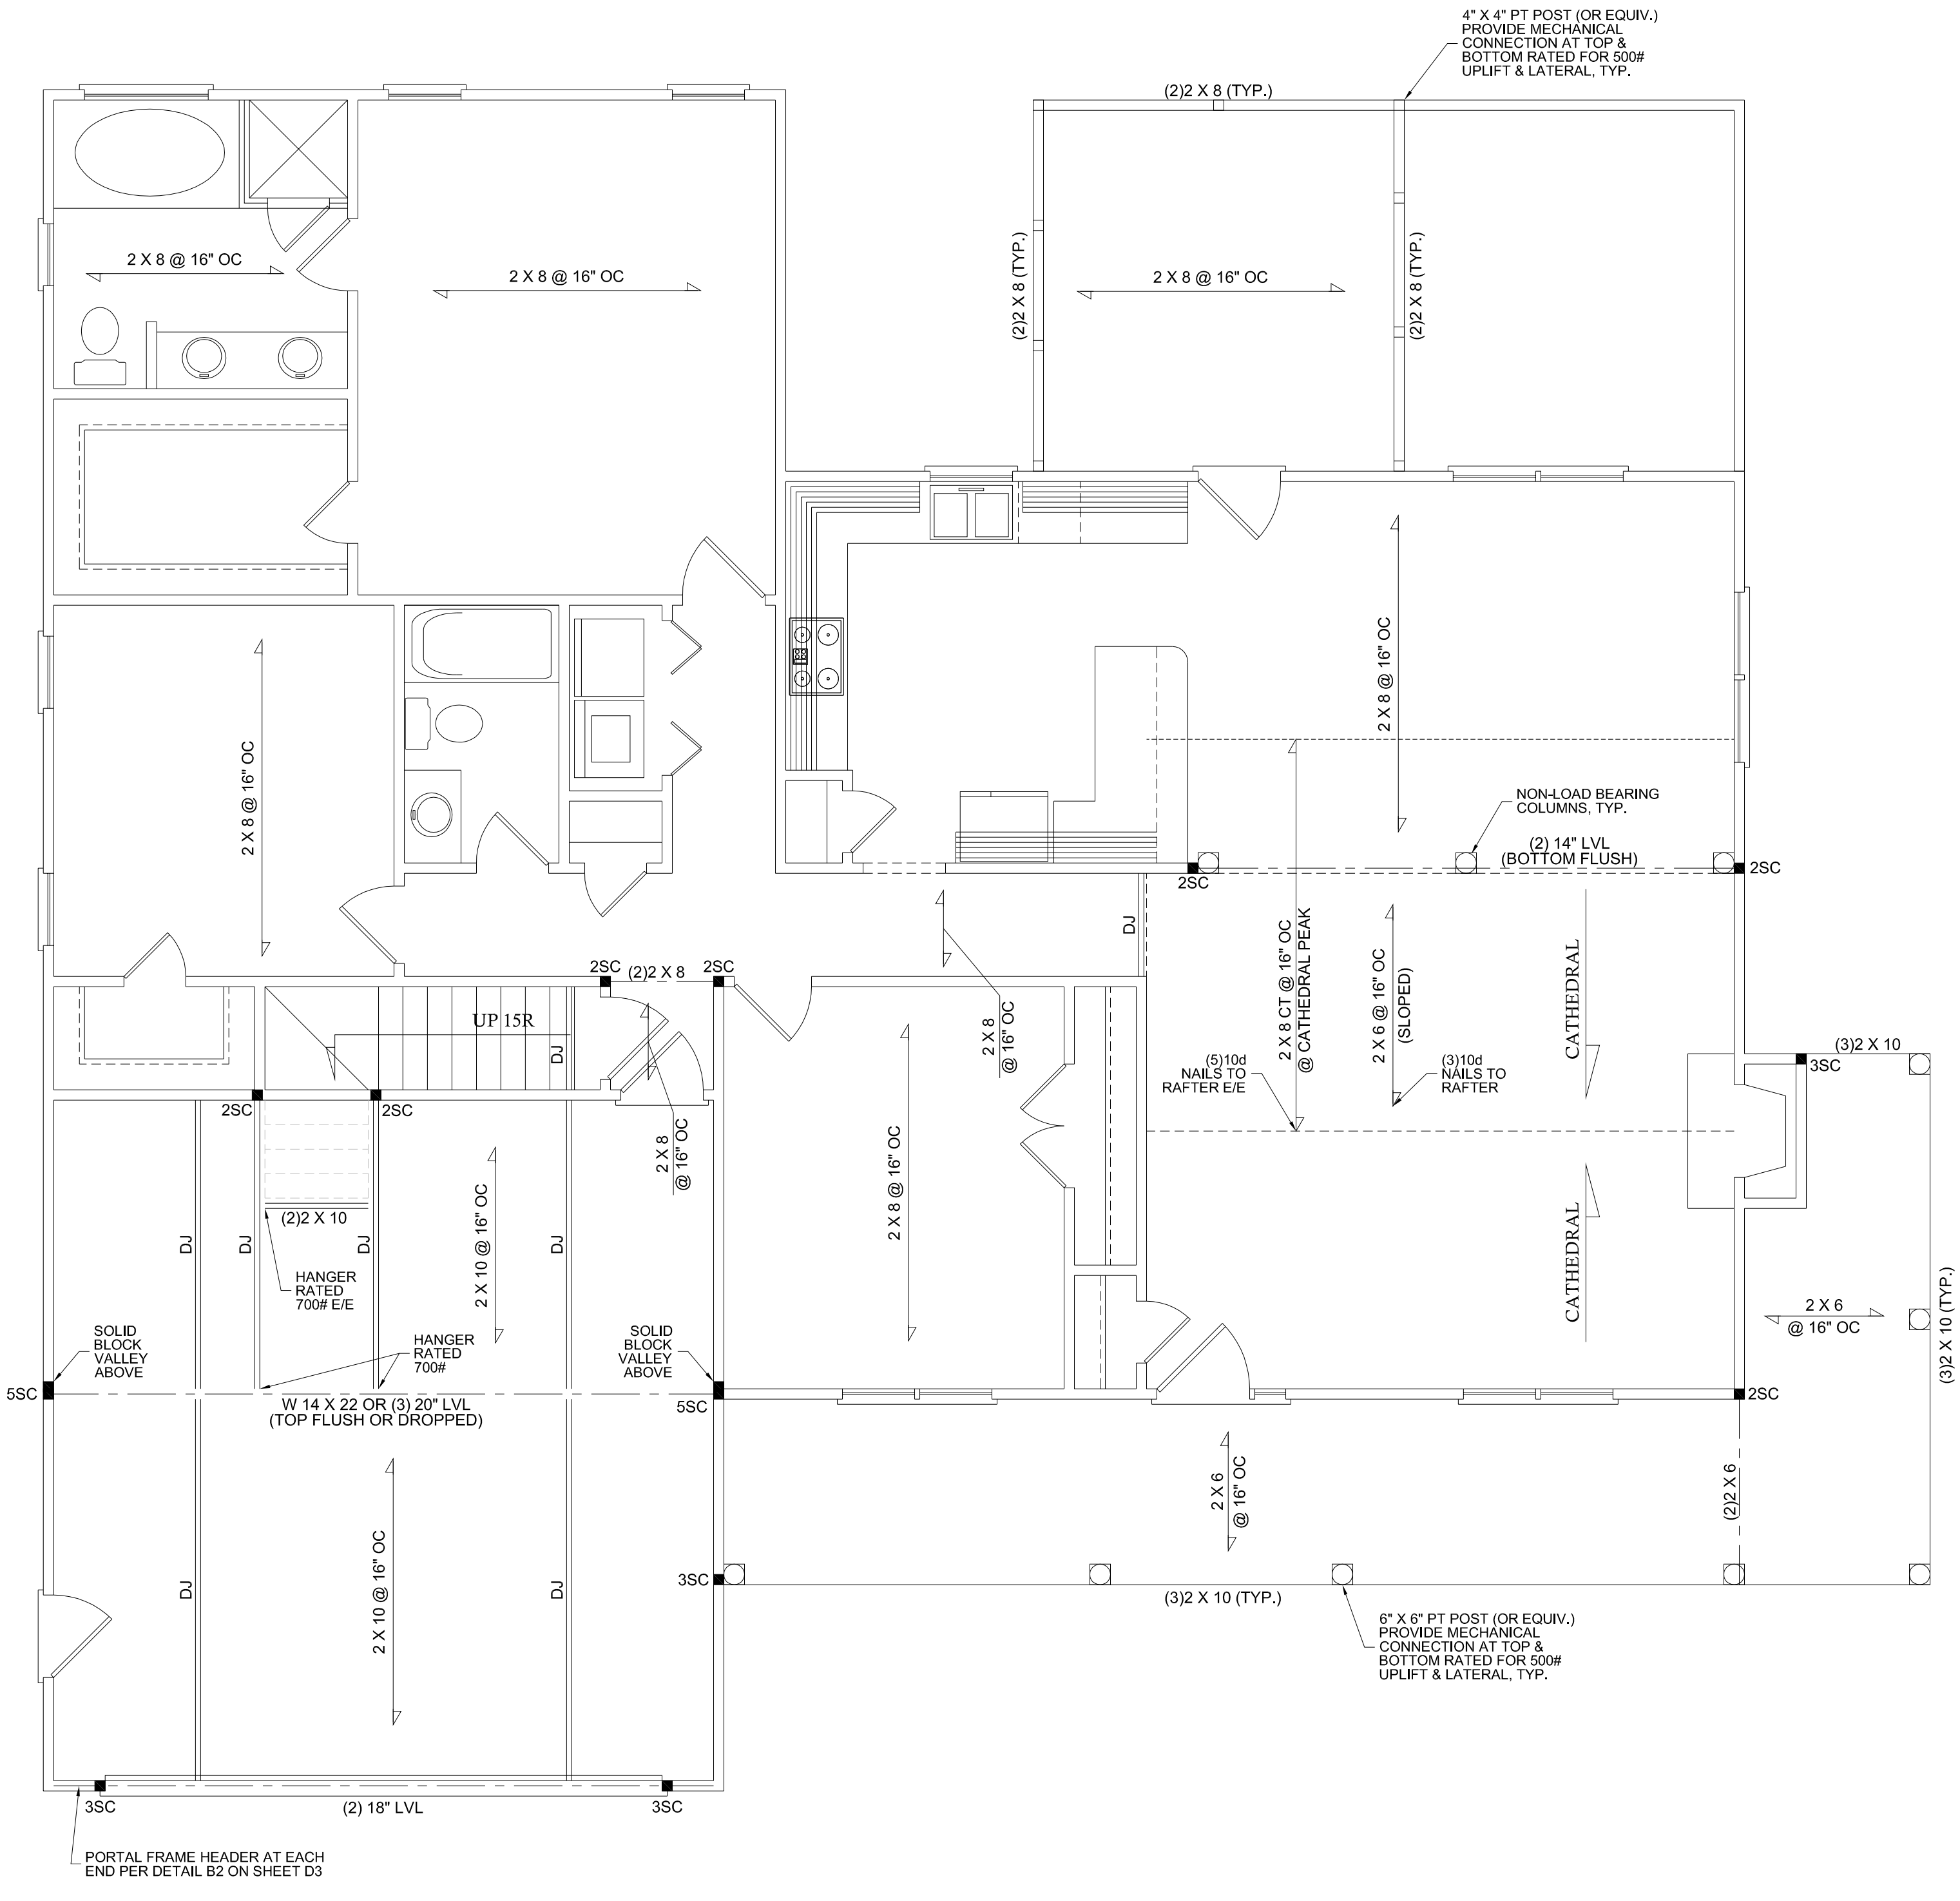 4" X 4" PT POST (OR EQUIV.)
PROVIDE MECHANICAL
CONNECTION AT TOP &
BOTTOM RATED FOR 500#
UPLIFT & LATERAL, TYP.
(2)2 X 8 (TYP.)
2 X 8 @ 16" OC
2 X 8 @ 16" OC
(2)2 X 8 (TYP.)
2 X 8 @ 16" OC
(2)2 X 8 (TYP.)
2 X 8 @ 16" OC
2 X 8 @ 16" OC
NON-LOAD BEARING
COLUMNS, TYP.
(2) 14" LVL
(BOTTOM FLUSH)
2SC
2SC
DJ
2 X 8 CT @ 16" OC
@ CATHEDRAL PEAK
2 X 6 @ 16" OC
(SLOPED)
CATHEDRAL
2SC
(2)2 X 8
2SC
UP 15R
DJ
2 X 8
@ 16" OC
(5)10d
NAILS TO
RAFTER E/E
(3)10d
NAILS TO
RAFTER
(3)2 X 10
3SC
2SC
2SC
2 X 8
@ 16" OC
2 X 8 @ 16" OC
(2)2 X 10
DJ
DJ
DJ
2 X 10 @ 16" OC
DJ
HANGER
RATED
700# E/E
CATHEDRAL
2 X 6
@ 16" OC
(3)2 X 10 (TYP.)
SOLID
BLOCK
VALLEY
ABOVE
HANGER
RATED
700#
SOLID
BLOCK
VALLEY
ABOVE
5SC
W 14 X 22 OR (3) 20" LVL
(TOP FLUSH OR DROPPED)
5SC
2SC
2 X 6
@ 16" OC
(2)2 X 6
DJ
2 X 10 @ 16" OC
DJ
3SC
(3)2 X 10 (TYP.)
6" X 6" PT POST (OR EQUIV.)
PROVIDE MECHANICAL
CONNECTION AT TOP &
BOTTOM RATED FOR 500#
UPLIFT & LATERAL, TYP.
3SC
(2) 18" LVL
3SC
PORTAL FRAME HEADER AT EACH
END PER DETAIL B2 ON SHEET D3